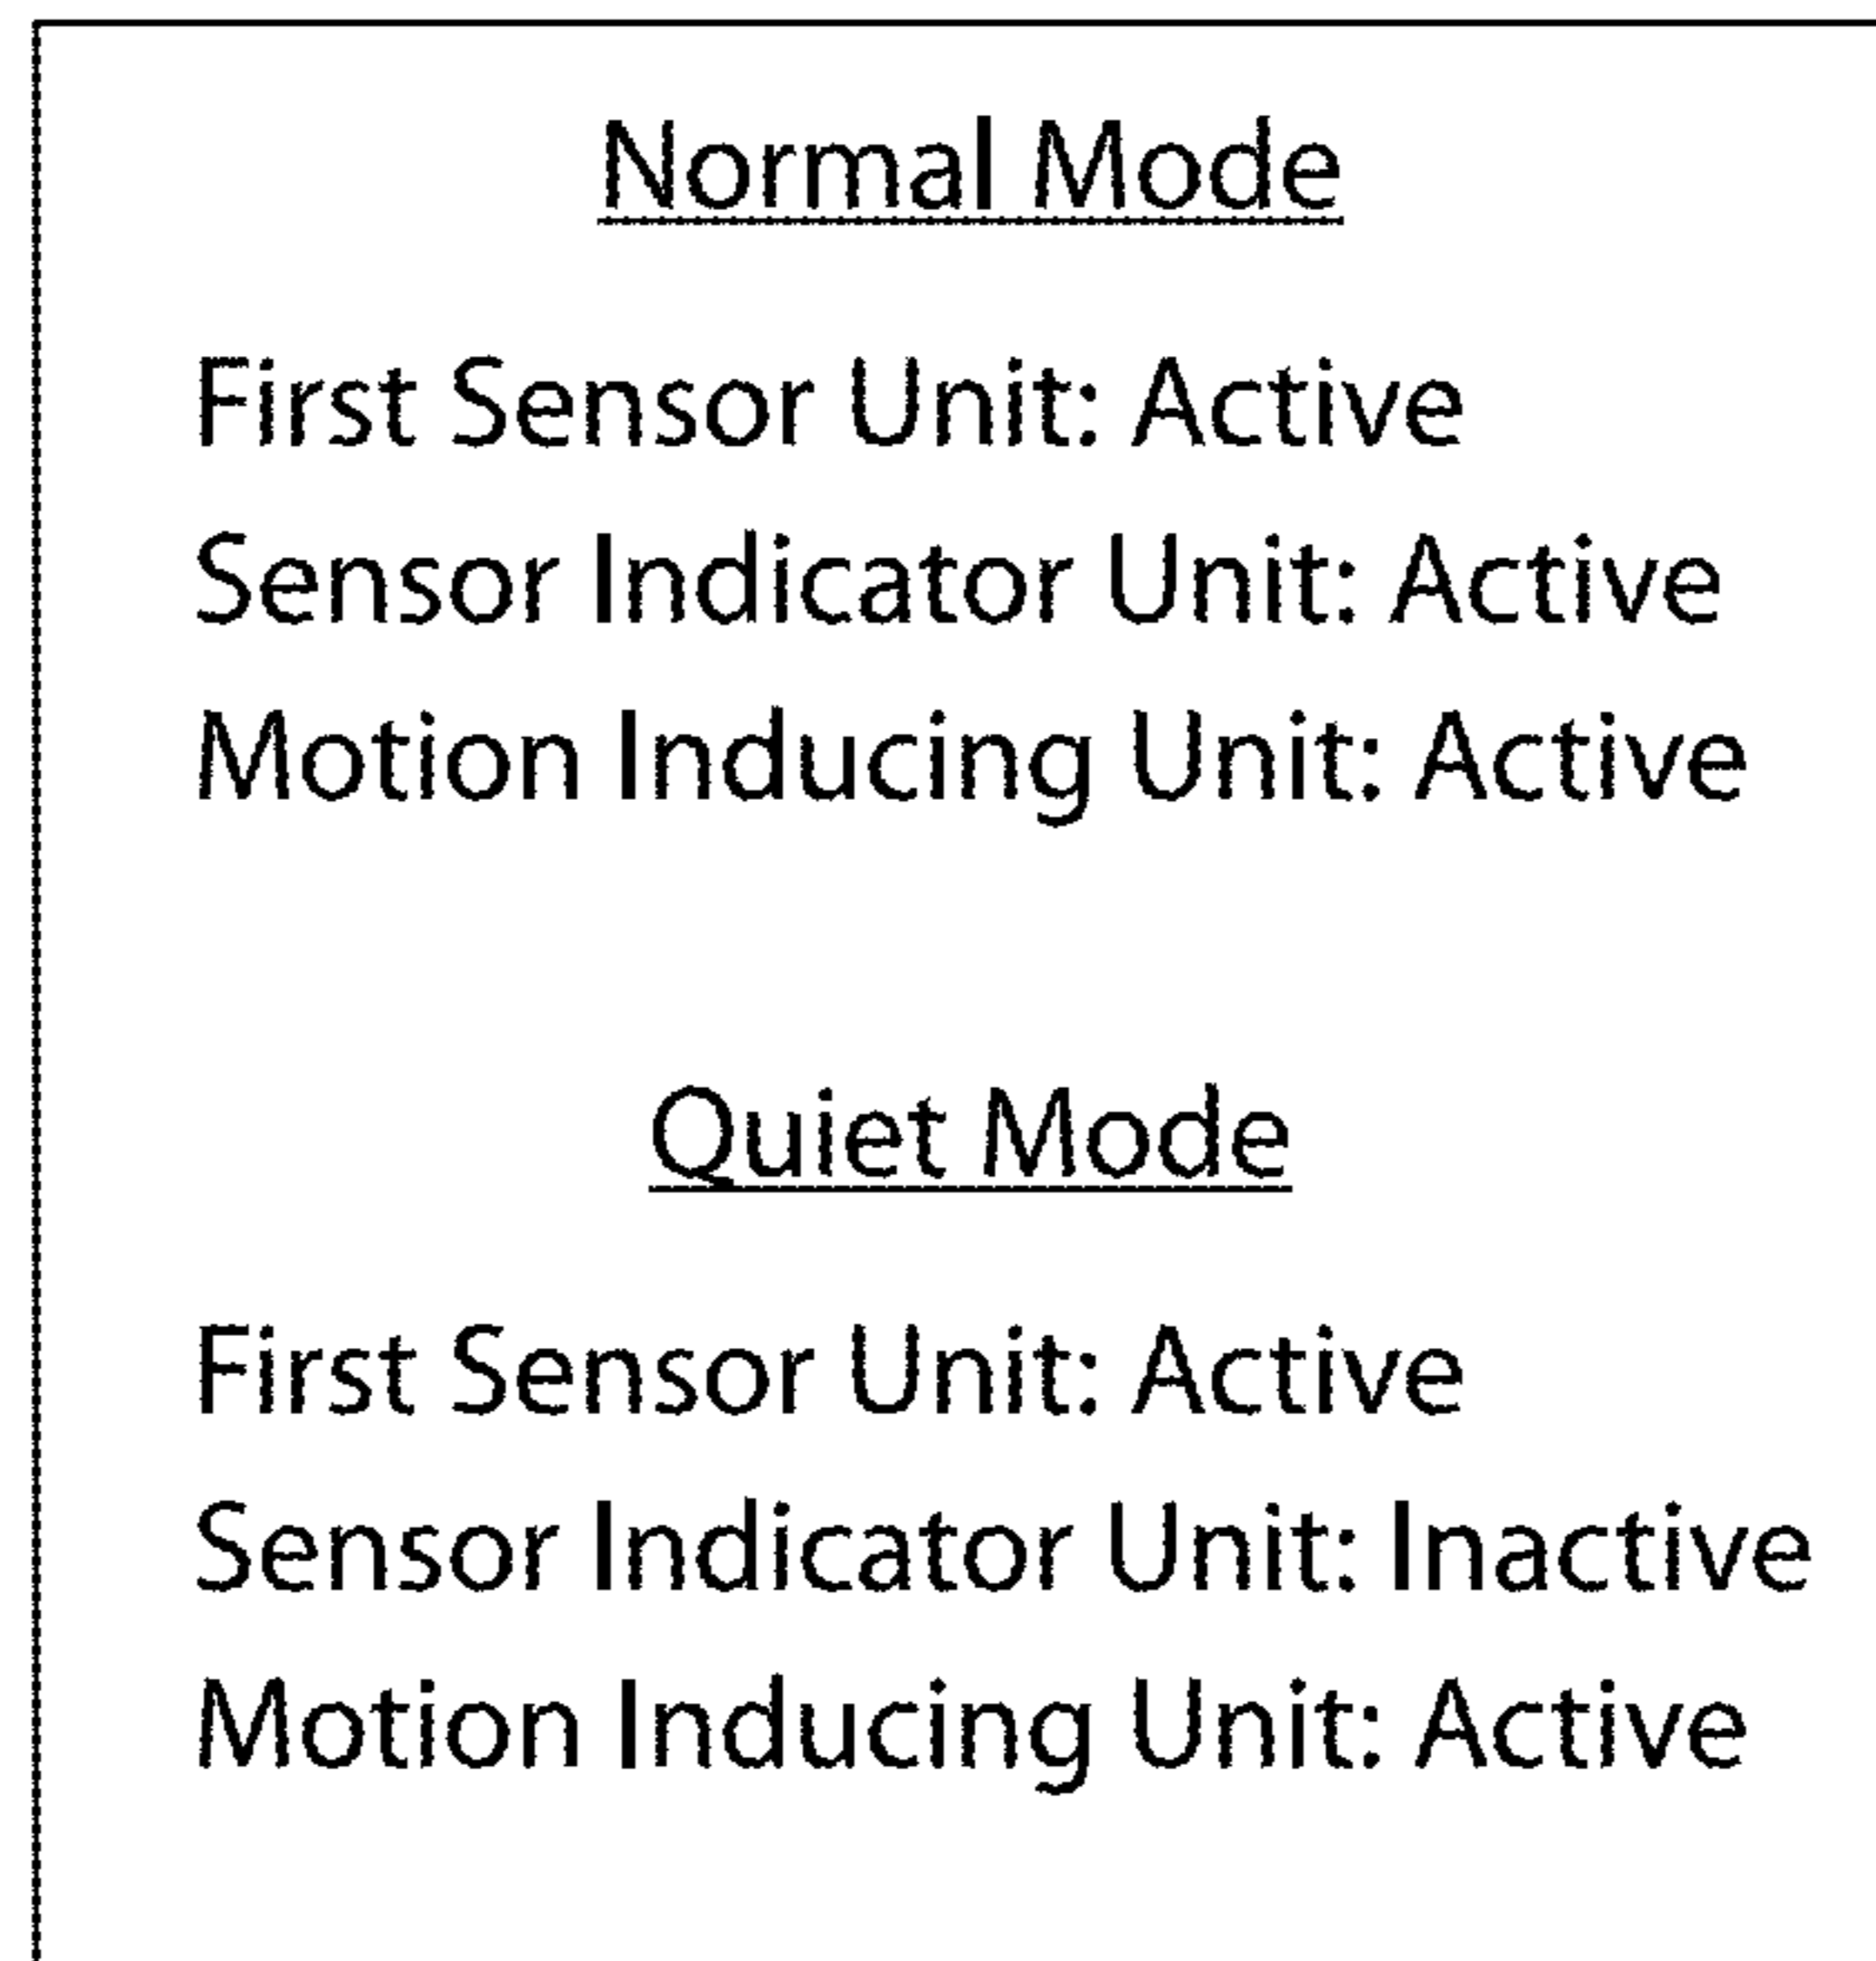 Normal Mode
First Sensor Unit: Active
Sensor Indicator Unit: Active
Motion Inducing Unit: Active
Quiet Mode
First Sensor Unit: Active
Sensor Indicator Unit: Inactive
Motion Inducing Unit: Active